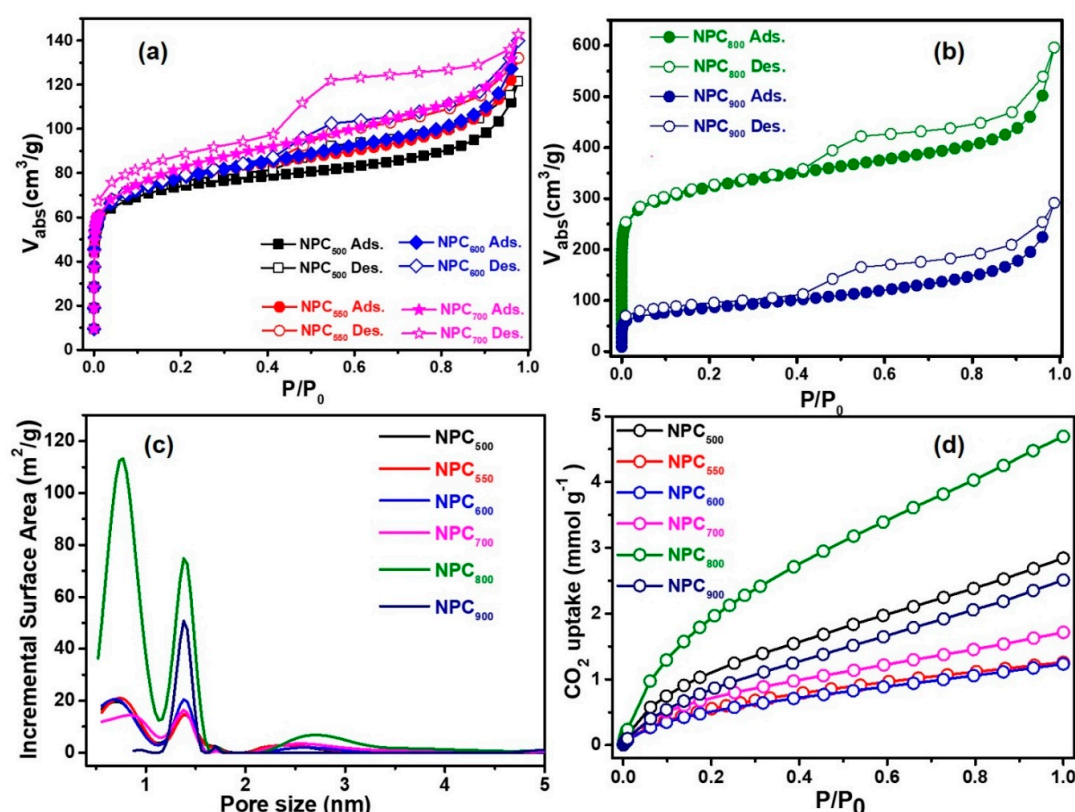 (a)
140
120
100
80
60
40
20
0
V_abs(cm³/g)
NPC₅₀₀ Ads.
NPC₅₀₀ Des.
NPC₅₅₀ Ads.
NPC₅₅₀ Des.
NPC₆₀₀ Ads.
NPC₆₀₀ Des.
NPC₇₀₀ Ads.
NPC₇₀₀ Des.
0.0 0.2 0.4 0.6 0.8 1.0
P/P₀
(b)
600
500
400
300
200
100
0
V_abs(cm³/g)
NPC₈₀₀ Ads.
NPC₈₀₀ Des.
NPC₉₀₀ Ads.
NPC₉₀₀ Des.
0.0 0.2 0.4 0.6 0.8 1.0
P/P₀
(c)
120
100
80
60
40
20
0
Incremental Surface Area (m²/g)
NPC₅₀₀
NPC₅₅₀
NPC₆₀₀
NPC₇₀₀
NPC₈₀₀
NPC₉₀₀
1 2 3 4 5
Pore size (nm)
(d)
5
4
3
2
1
0
CO₂ uptake (mmol g⁻¹)
NPC₅₀₀
NPC₅₅₀
NPC₆₀₀
NPC₇₀₀
NPC₈₀₀
NPC₉₀₀
0.0 0.2 0.4 0.6 0.8 1.0
P/P₀